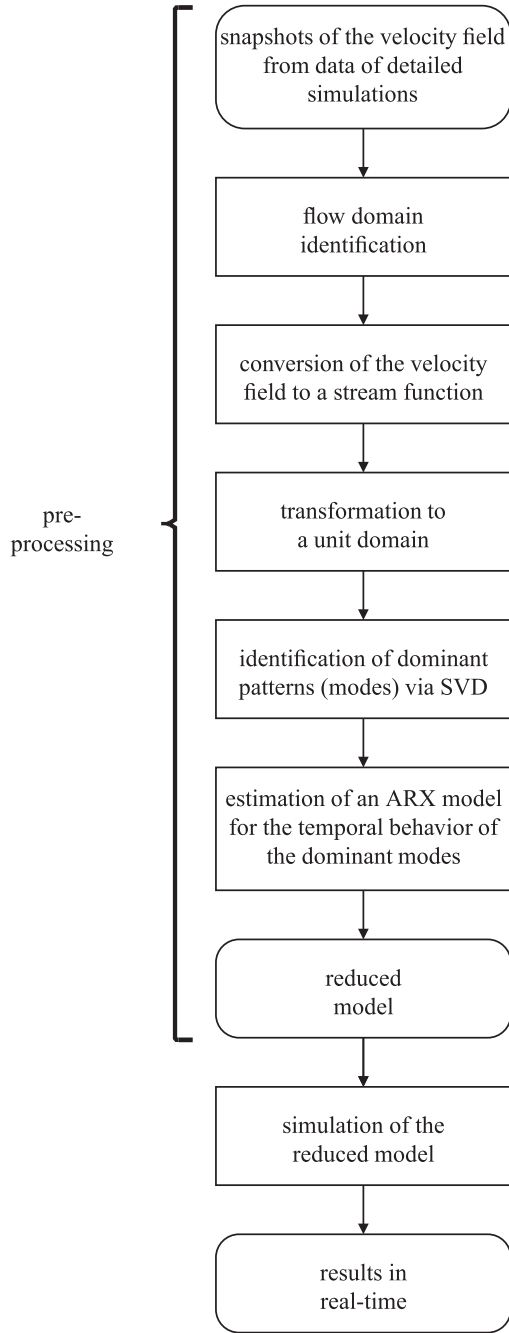 snapshots of the velocity field
from data of detailed
simulations
flow domain
identification
conversion of the velocity
field to a stream function
pre-
processing
transformation to
a unit domain
identification of dominant
patterns (modes) via SVD
estimation of an ARX model
for the temporal behavior of
the dominant modes
reduced
model
simulation of the
reduced model
results in
real-time